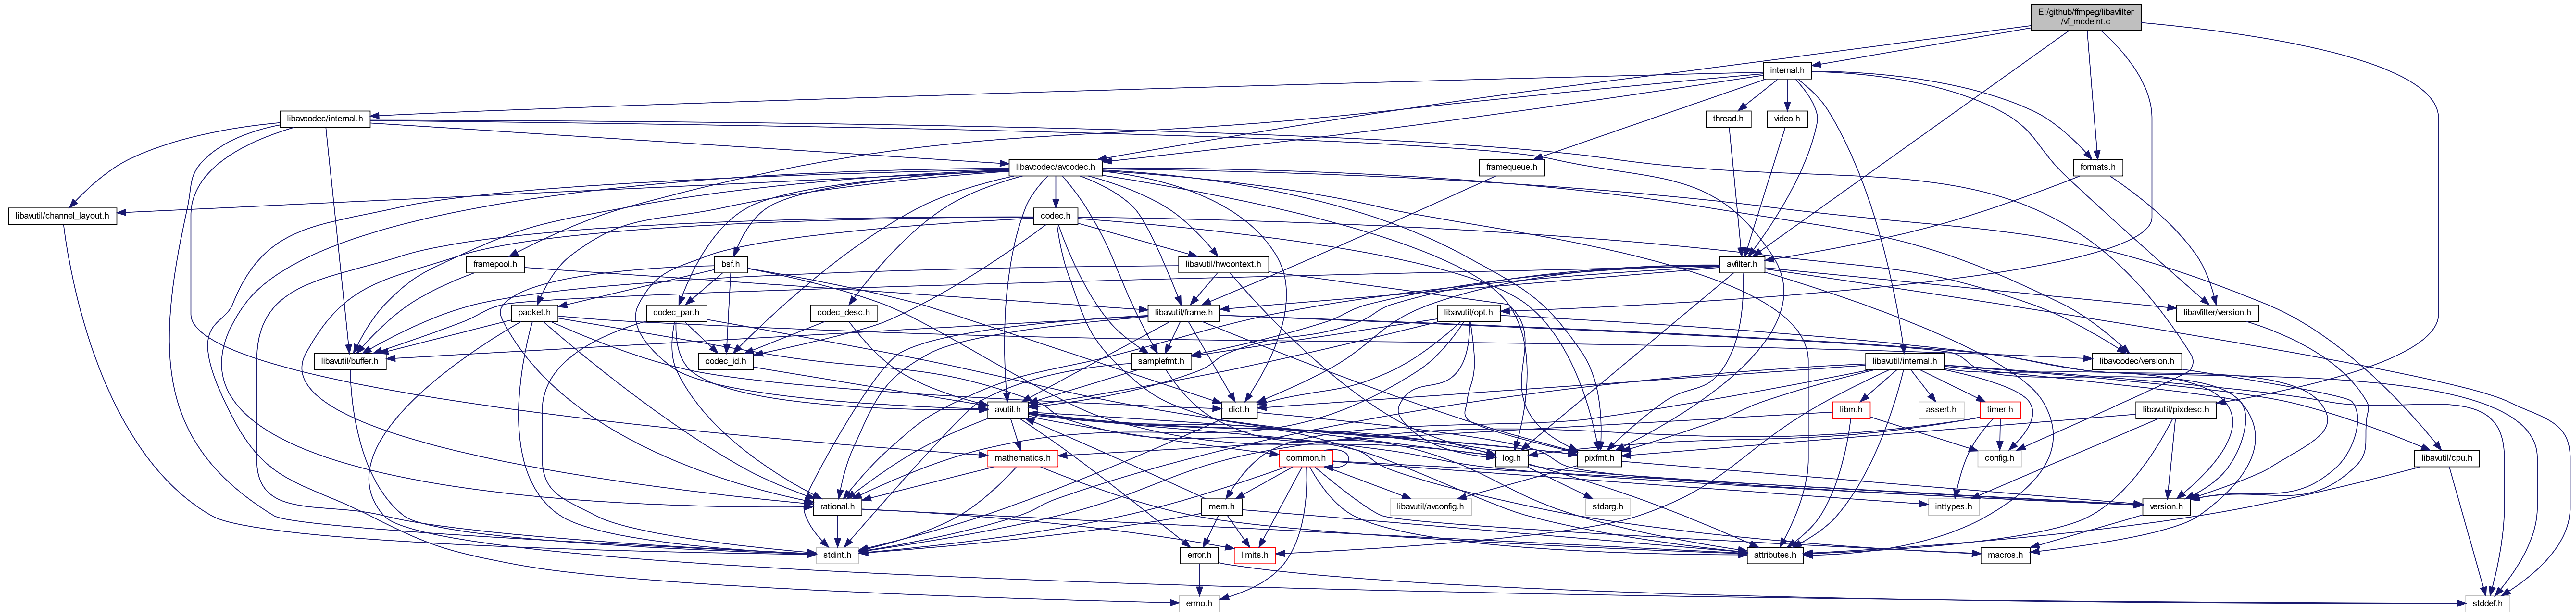 E:/github/ffmpeg/libavfilter
/vf_mcdeint.c
internal.h
libavcodec/internal.h
thread.h
video.h
libavcodec/avcodec.h
framequeue.h
formats.h
libavutil/channel_layout.h
codec.h
framepool.h
bsf.h
libavutil/hwcontext.h
avfilter.h
packet.h
codec_par.h
codec_desc.h
libavutil/frame.h
libavutil/opt.h
libavfilter/version.h
libavutil/buffer.h
codec_id.h
samplefmt.h
libavutil/internal.h
libavcodec/version.h
avutil.h
dict.h
librn.h
assert.h
timer.h
libavutil/pixdesc.h
mathematics.h
common.h
log.h
pixfmt.h
config.h
libavutil/cpu.h
rational.h
mem.h
libavutil/avconfig.h
stdarg.h
inttypes.h
version.h
stdint.h
error.h
limits.h
attributes.h
macros.h
errno.h
stddef.h